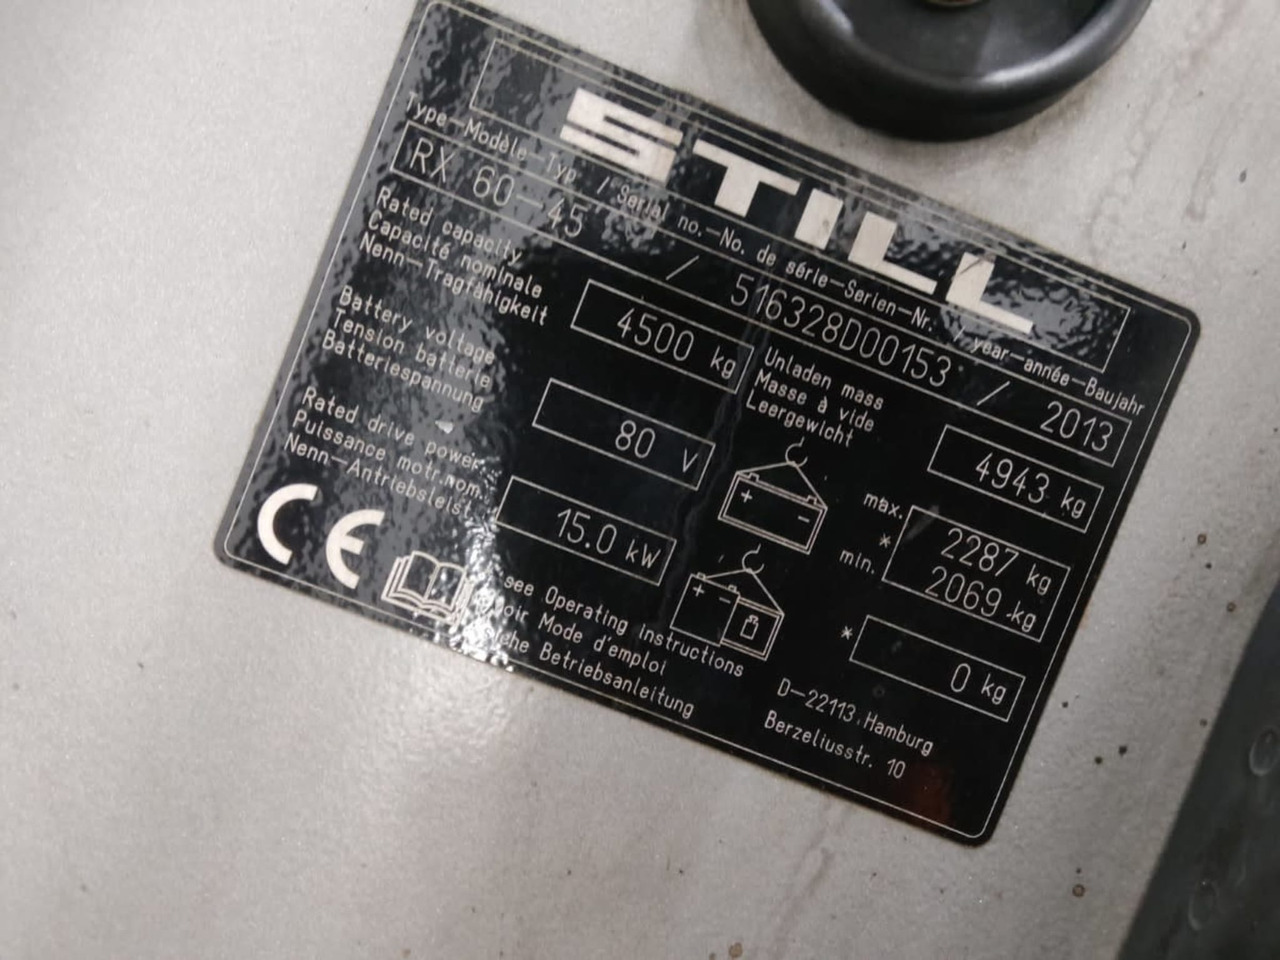 STILL
Type-Modèle-Typ / Serial no.-No. de série-Serien-Nr. / year-année-Baujahr
RX 60-45 / 516328D00153 / 2013
Rated capacity
Capacité nominale
Nenn-Tragfähigkeit
4500 kg
Unladen mass
Masse à vide
Leergewicht
4943 kg
Battery voltage
Tension batterie
Batteriespannung
80 V
+ -
max. 2287 kg
*
min. 2069 kg
Rated drive power
Puissance motr.nom.
Nenn-Antriebsleist.
15.0 kW
+ -
* 0 kg
CE
see Operating Instructions
voir Mode d'emploi
siehe Betriebsanleitung
D-22113 Hamburg
Berzeliusstr. 10